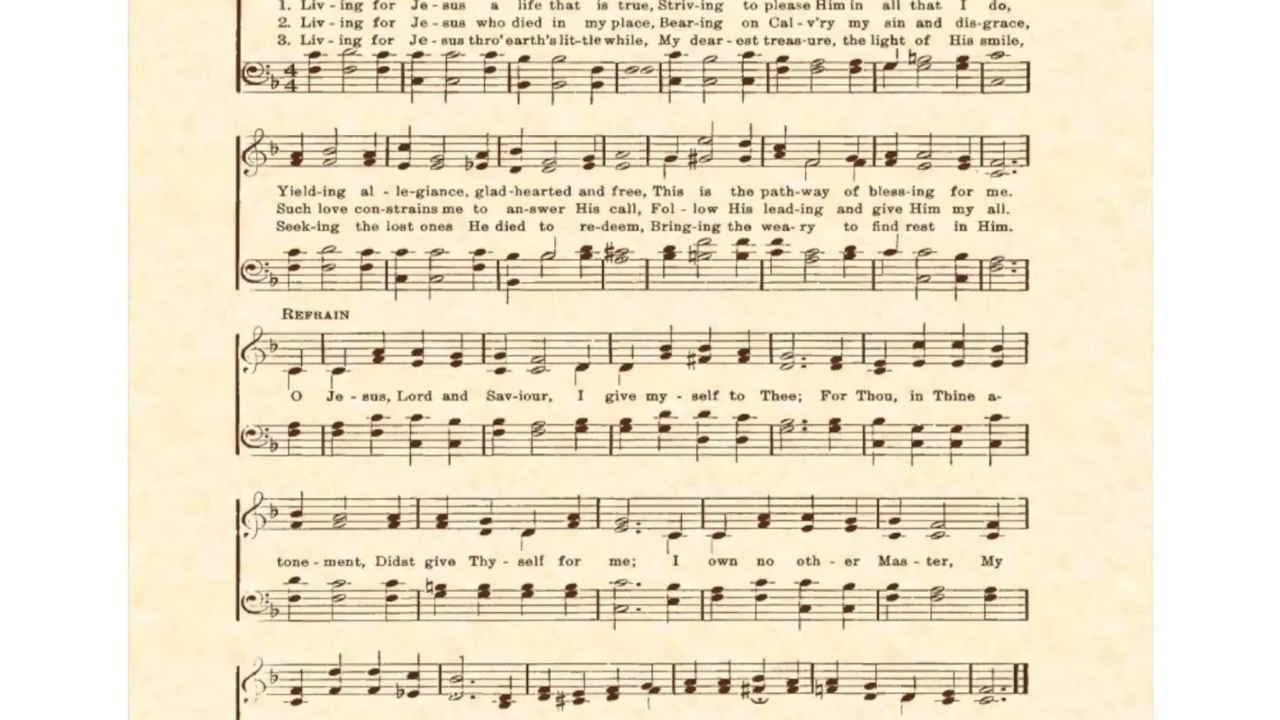 1. Liv - ing for Je - sus a life that is true, Striv - ing to please Him in all that I do,
2. Liv - ing for Je - sus who died in my place, Bear-ing on Cal - v'ry my sin and dis-grace,
3. Liv - ing for Je - sus thro' earth's lit-tle while, My dear - est treas-ure, the light of His smile,
4
4
Yield-ing al - le-giance, glad-hearted and free, This is the path-way of bless-ing for me.
Such love con-strains me to an-swer His call, Fol - low His lead-ing and give Him my all.
Seek-ing the lost ones He died to re-deem, Bring-ing the wea-ry to find rest in Him.
REFRAIN
O Je - sus, Lord and Sav-iour, I give my - self to Thee; For Thou, in Thine a-
tone - ment, Didst give Thy - self for me; I own no oth - er Mas - ter, My